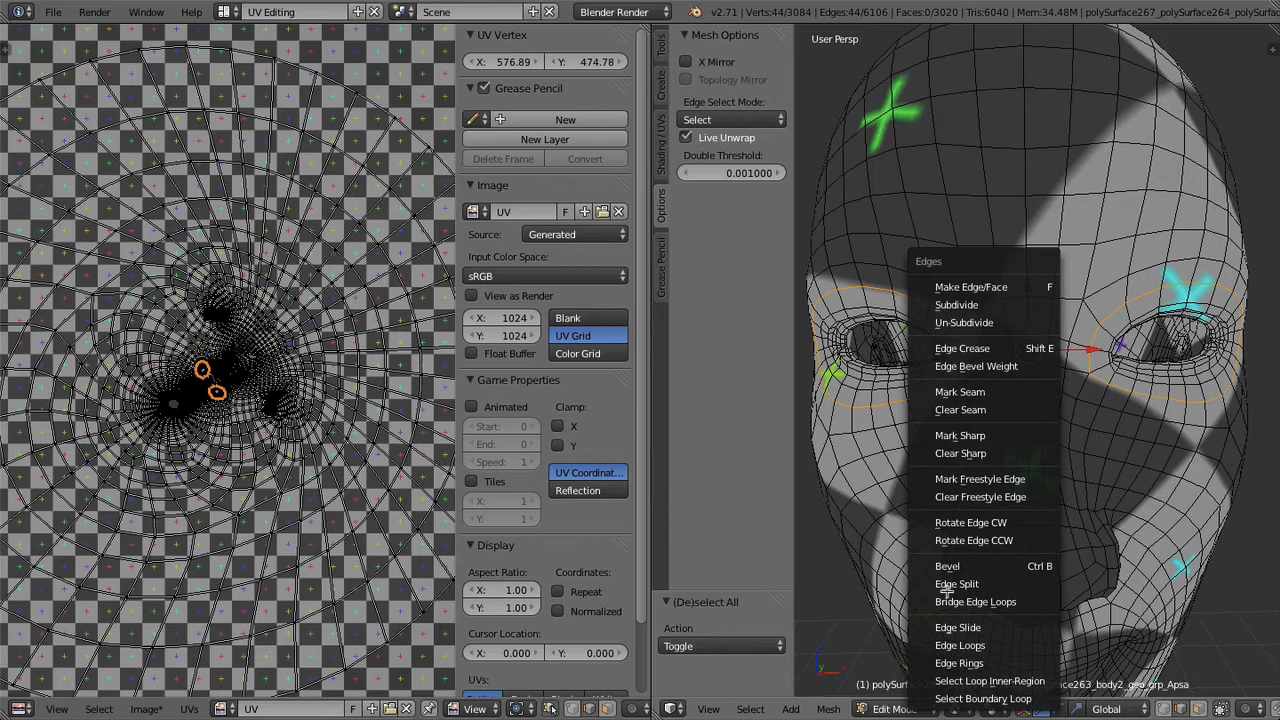 File Render Window Help UV Editing Scene Blender Render v2.71 | Verts:44/3084 | Edges:44/6106 | Faces:0/3020 | Tris:6040 | Mem:34.48M | polySurface267_polySurface264_polySurfa
UV Vertex
X: 576.89 Y: 474.78
Grease Pencil
New
New Layer
Delete Frame Convert
Image
UV F
Source: Generated
Input Color Space:
sRGB
View as Render
X: 1024 Blank
Y: 1024 UV Grid
Float Buffer Color Grid
Game Properties
Animated Clamp:
Start: 0 X
End: 0 Y
Speed: 1
Tiles UV Coordinat...
X: 1 Reflection
Y: 1
Display
Aspect Ratio: Coordinates:
X: 1.00 Repeat
Y: 1.00 Normalized
Cursor Location:
X: 0.000 Y: 0.000
UVs:
View Select Image* UVs UV F View
Tools
Create
Shading / UVs
Options
Grease Pencil
Mesh Options
X Mirror
Topology Mirror
Edge Select Mode:
Select
Live Unwrap
Double Threshold:
0.001000
(De)select All
Action
Toggle
User Persp
Edges
Make Edge/Face F
Subdivide
Un-Subdivide
Edge Crease Shift E
Edge Bevel Weight
Mark Seam
Clear Seam
Mark Sharp
Clear Sharp
Mark Freestyle Edge
Clear Freestyle Edge
Rotate Edge CW
Rotate Edge CCW
Bevel Ctrl B
Edge Split
Bridge Edge Loops
Edge Slide
Edge Loops
Edge Rings
Select Loop Inner-Region
Select Boundary Loop
(1) polySur face263_body2_geo_grp_Apsa
View Select Add Mesh Edit Mode Global